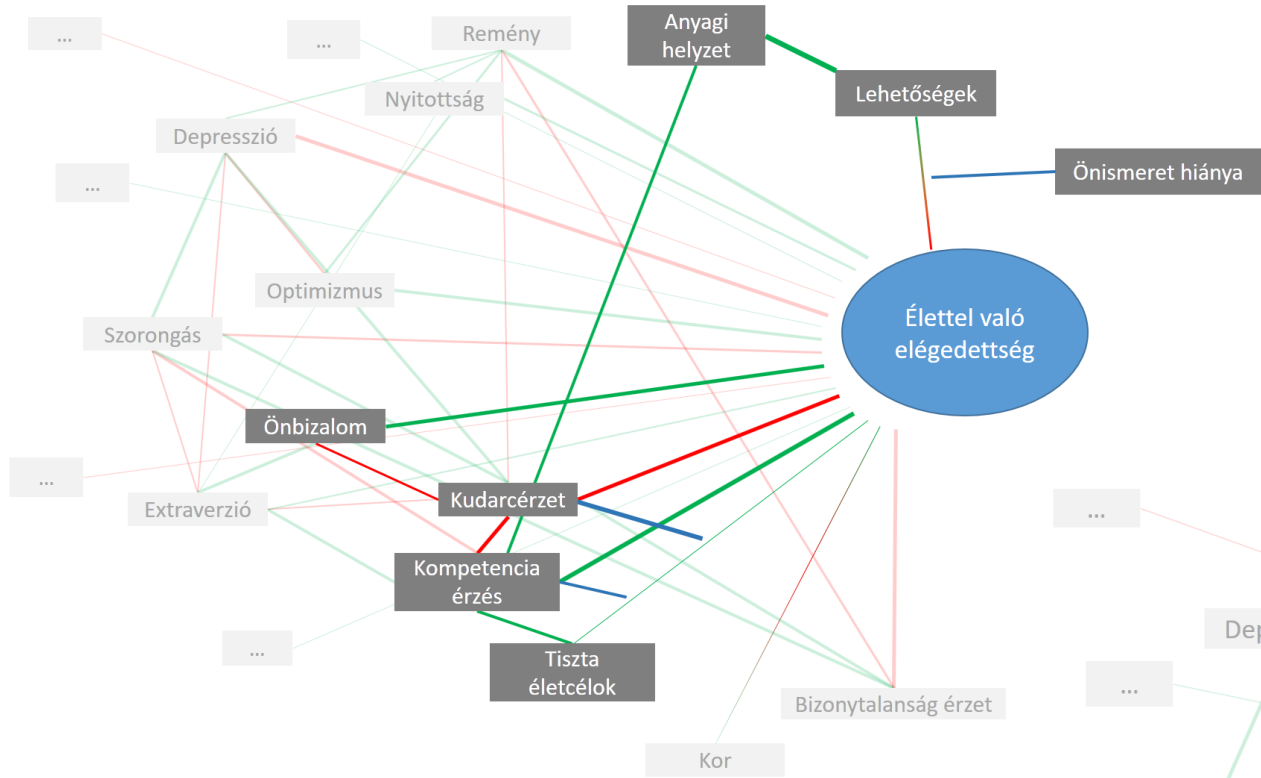 ...
...
Remény
Anyagi
helyzet
Nyitottság
Lehetőségek
Depresszió
...
Önismeret hiánya
Optimizmus
Szorongás
Élettel való
elégedettség
Önbizalom
...
Extraverzió
Kudarcérzet
...
Kompetencia
érzés
...
Tiszta
életcélok
Dep
...
Bizonytalanság érzet
Kor